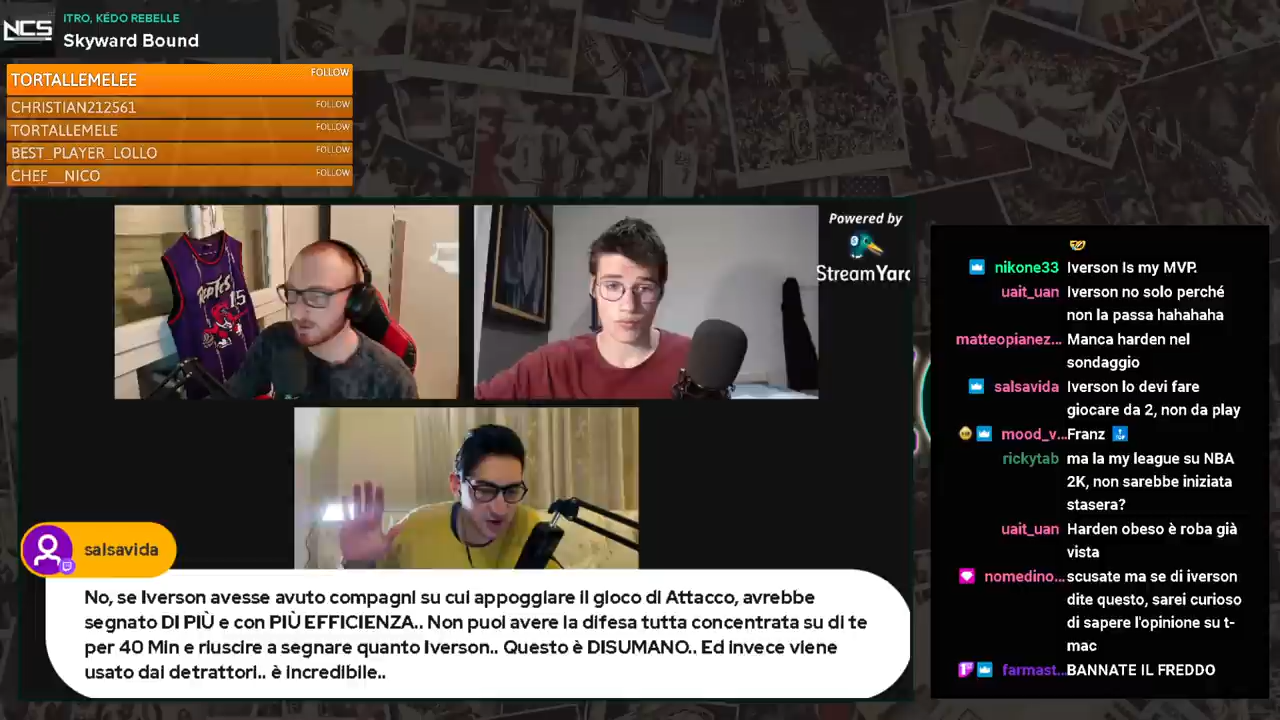 NCS
ITRO, KÉDO REBELLE
Skyward Bound
TORTALLEMELEE FOLLOW
CHRISTIAN212561 FOLLOW
TORTALLEMELE FOLLOW
BEST_PLAYER_LOLLO FOLLOW
CHEF__NICO FOLLOW
15
Powered by
StreamYard
salsavida
No, se Iverson avesse avuto compagni su cui appoggiare il gioco di Attacco, avrebbe
segnato DI PIÙ e con PIÙ EFFICIENZA.. Non puoi avere la difesa tutta concentrata su di te
per 40 Min e riuscire a segnare quanto Iverson.. Questo è DISUMANO.. Ed invece viene
usato dai detrattori.. è incredibile..
nikone33 Iverson Is my MVP.
uait_uan Iverson no solo perché
non la passa hahahaha
matteopianez... Manca harden nel
sondaggio
salsavida Iverson lo devi fare
giocare da 2, non da play
mood_v... Franz
rickytab ma la my league su NBA
2K, non sarebbe iniziata
stasera?
uait_uan Harden obeso è roba già
vista
nomedino... scusate ma se di iverson
dite questo, sarei curioso
di sapere l'opinione su t-
mac
farmast... BANNATE IL FREDDO